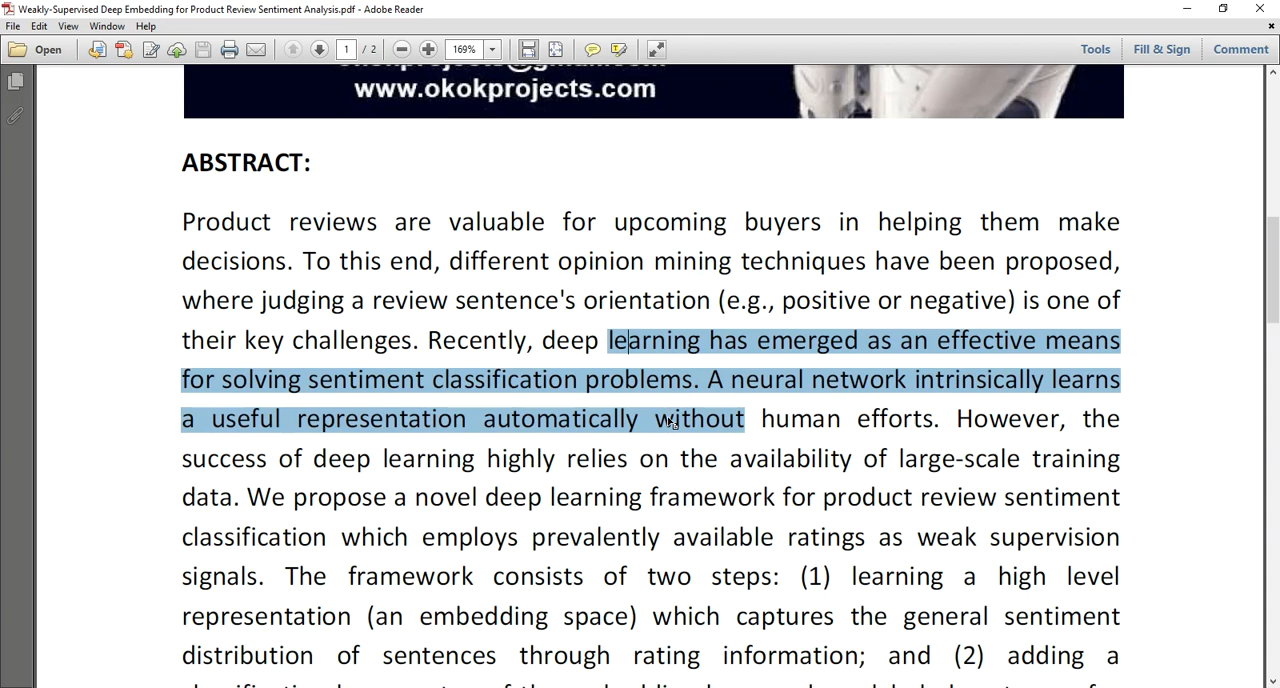 Weakly-Supervised Deep Embedding for Product Review Sentiment Analysis.pdf - Adobe Reader
File Edit View Window Help
Open 1 / 2 169% Tools Fill & Sign Comment
www.okokprojects.com
ABSTRACT:
Product reviews are valuable for upcoming buyers in helping them make
decisions. To this end, different opinion mining techniques have been proposed,
where judging a review sentence's orientation (e.g., positive or negative) is one of
their key challenges. Recently, deep learning has emerged as an effective means
for solving sentiment classification problems. A neural network intrinsically learns
a useful representation automatically without human efforts. However, the
success of deep learning highly relies on the availability of large-scale training
data. We propose a novel deep learning framework for product review sentiment
classification which employs prevalently available ratings as weak supervision
signals. The framework consists of two steps: (1) learning a high level
representation (an embedding space) which captures the general sentiment
distribution of sentences through rating information; and (2) adding a